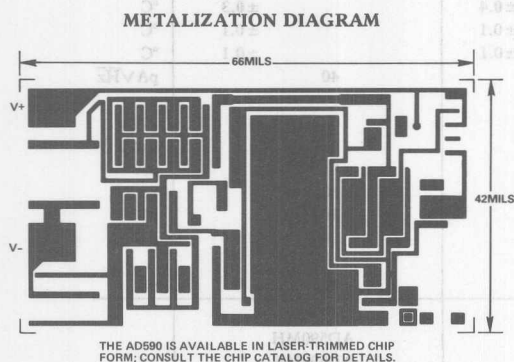 METALIZATION DIAGRAM
66MILS
V+
42MILS
V-
THE AD590 IS AVAILABLE IN LASER-TRIMMED CHIP
FORM; CONSULT THE CHIP CATALOG FOR DETAILS.